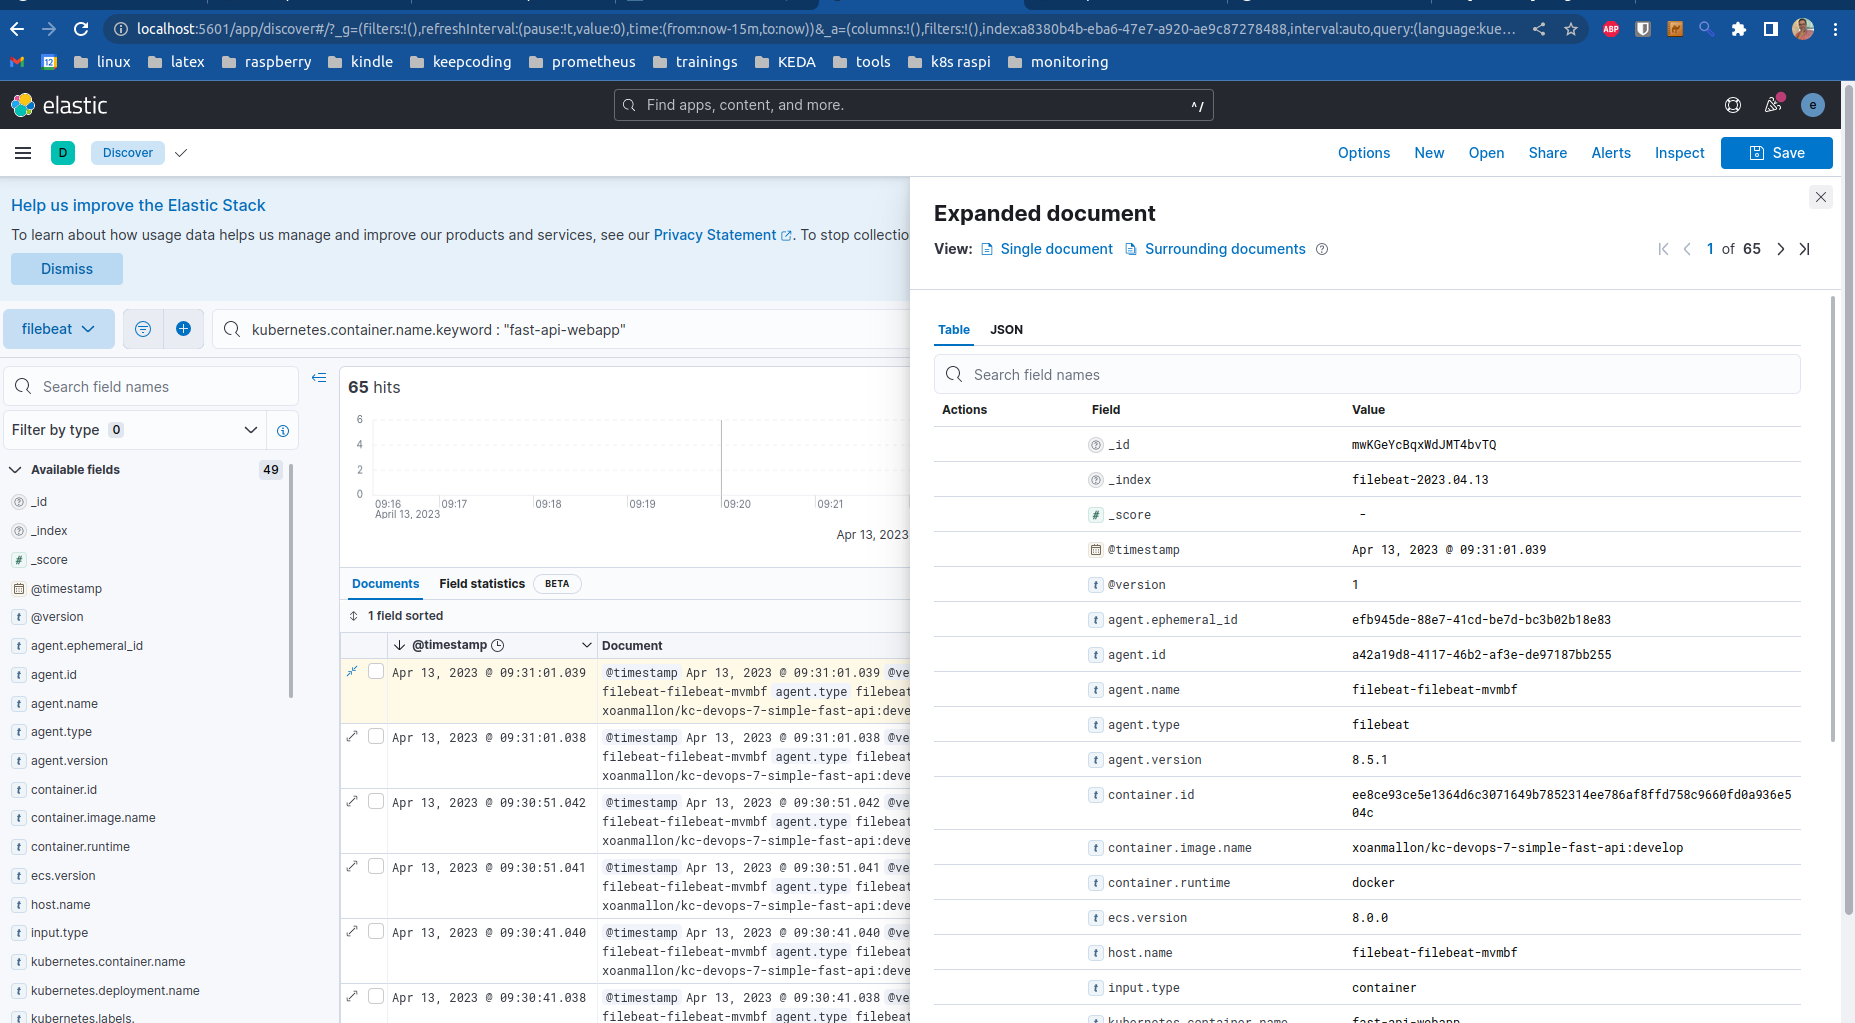 localhost:5601/app/discover#/?_g=(filters:!(),refreshInterval:(pause:!t,value:0),time:(from:now-15m,to:now))&_a=(columns:!(),filters:!(),index:a8380b4b-eba6-47e7-a920-ae9c87278488,interval:auto,query:(language:kue...
ABP
12 linux latex raspberry kindle keepcoding prometheus trainings KEDA tools k8s raspi monitoring
elastic
Find apps, content, and more. ^/
e
D Discover
Options New Open Share Alerts Inspect Save
Help us improve the Elastic Stack
To learn about how usage data helps us manage and improve our products and services, see our Privacy Statement. To stop collectio
Dismiss
filebeat
kubernetes.container.name.keyword : "fast-api-webapp"
Search field names
Filter by type 0
Available fields 49
_id
_index
_score
@timestamp
@version
agent.ephemeral_id
agent.id
agent.name
agent.type
agent.version
container.id
container.image.name
container.runtime
ecs.version
host.name
input.type
kubernetes.container.name
kubernetes.deployment.name
kubernetes.labels.
65 hits
6
4
2
0
09:16 09:17 09:18 09:19 09:20 09:21
April 13, 2023
Apr 13, 2023
Documents Field statistics BETA
1 field sorted
@timestamp Document
Apr 13, 2023 @ 09:31:01.039 @timestamp Apr 13, 2023 @ 09:31:01.039 @ve
filebeat-filebeat-mvmbf agent.type filebea
xoanmallon/kc-devops-7-simple-fast-api:deve
Apr 13, 2023 @ 09:31:01.038 @timestamp Apr 13, 2023 @ 09:31:01.038 @ve
filebeat-filebeat-mvmbf agent.type filebea
xoanmallon/kc-devops-7-simple-fast-api:deve
Apr 13, 2023 @ 09:30:51.042 @timestamp Apr 13, 2023 @ 09:30:51.042 @ve
filebeat-filebeat-mvmbf agent.type filebea
xoanmallon/kc-devops-7-simple-fast-api:deve
Apr 13, 2023 @ 09:30:51.041 @timestamp Apr 13, 2023 @ 09:30:51.041 @ve
filebeat-filebeat-mvmbf agent.type filebea
xoanmallon/kc-devops-7-simple-fast-api:deve
Apr 13, 2023 @ 09:30:41.040 @timestamp Apr 13, 2023 @ 09:30:41.040 @ve
filebeat-filebeat-mvmbf agent.type filebea
xoanmallon/kc-devops-7-simple-fast-api:deve
Apr 13, 2023 @ 09:30:41.038 @timestamp Apr 13, 2023 @ 09:30:41.038 @ve
filebeat-filebeat-mvmbf agent.type filebea
Expanded document
View: Single document Surrounding documents
1 of 65
Table JSON
Search field names
Actions Field Value
_id mwKGeYcBqxWdJMT4bvTQ
_index filebeat-2023.04.13
_score -
@timestamp Apr 13, 2023 @ 09:31:01.039
@version 1
agent.ephemeral_id efb945de-88e7-41cd-be7d-bc3b02b18e83
agent.id a42a19d8-4117-46b2-af3e-de97187bb255
agent.name filebeat-filebeat-mvmbf
agent.type filebeat
agent.version 8.5.1
container.id ee8ce93ce5e1364d6c3071649b7852314ee786af8ffd758c9660fd0a936e5
04c
container.image.name xoanmallon/kc-devops-7-simple-fast-api:develop
container.runtime docker
ecs.version 8.0.0
host.name filebeat-filebeat-mvmbf
input.type container
kubernetes.container.name fast-api-webapp